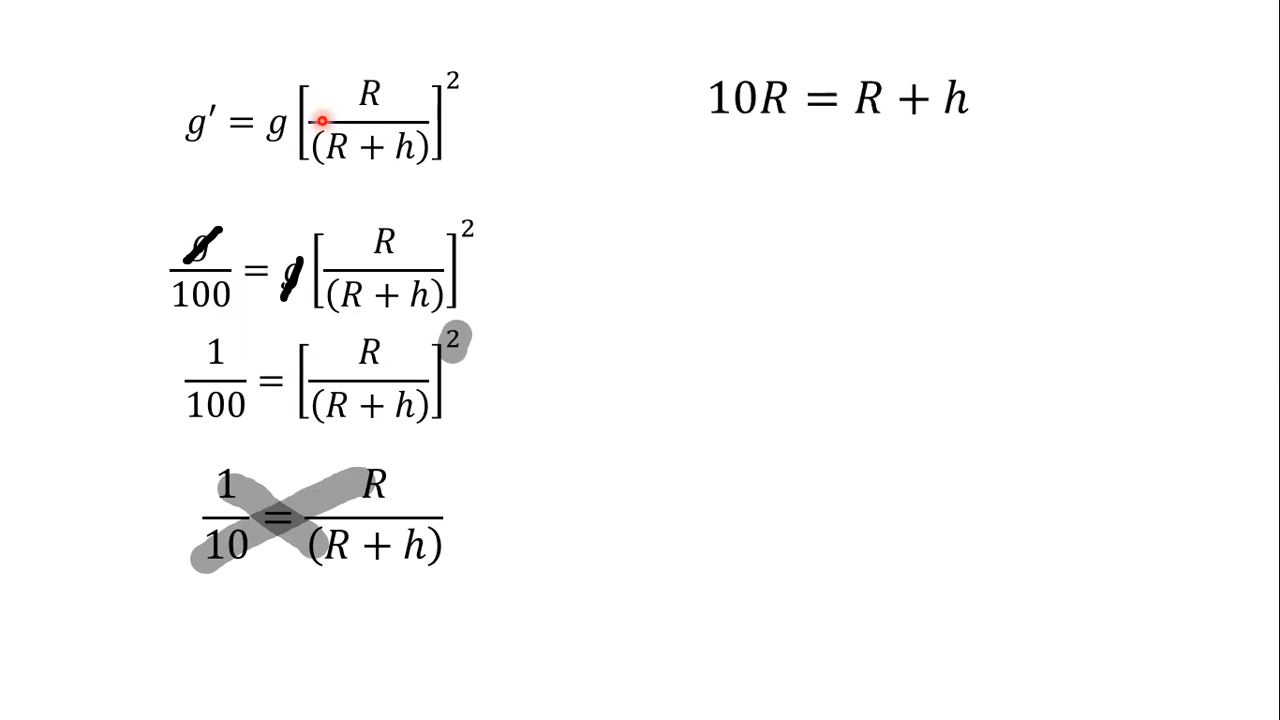 g′ = g [R / (R + h)]²
g / 100 = g [R / (R + h)]²
1 / 100 = [R / (R + h)]²
1 / 10 = R / (R + h)
10R = R + h